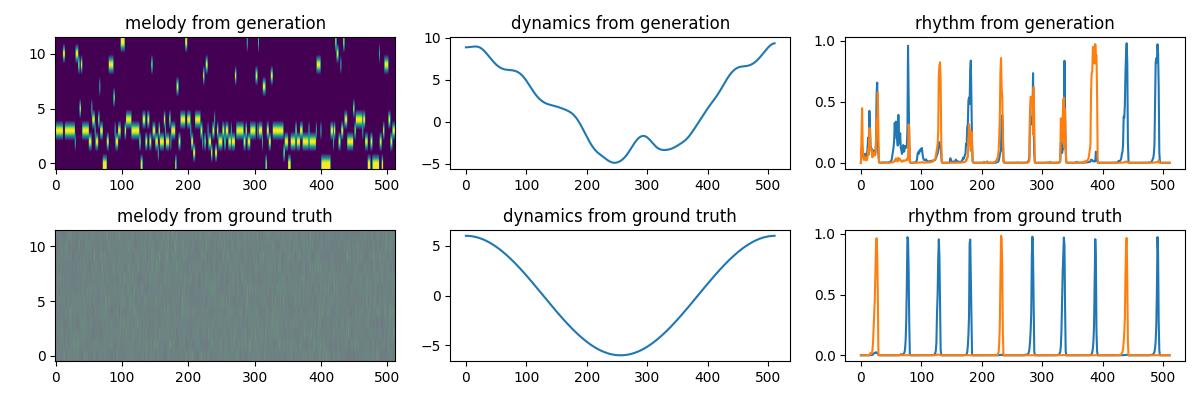 melody from generation
10
5
0
0 100 200 300 400 500
dynamics from generation
10
5
0
−5
0 100 200 300 400 500
rhythm from generation
1.0
0.5
0.0
0 100 200 300 400 500
melody from ground truth
10
5
0
0 100 200 300 400 500
dynamics from ground truth
5
0
−5
0 100 200 300 400 500
rhythm from ground truth
1.0
0.5
0.0
0 100 200 300 400 500